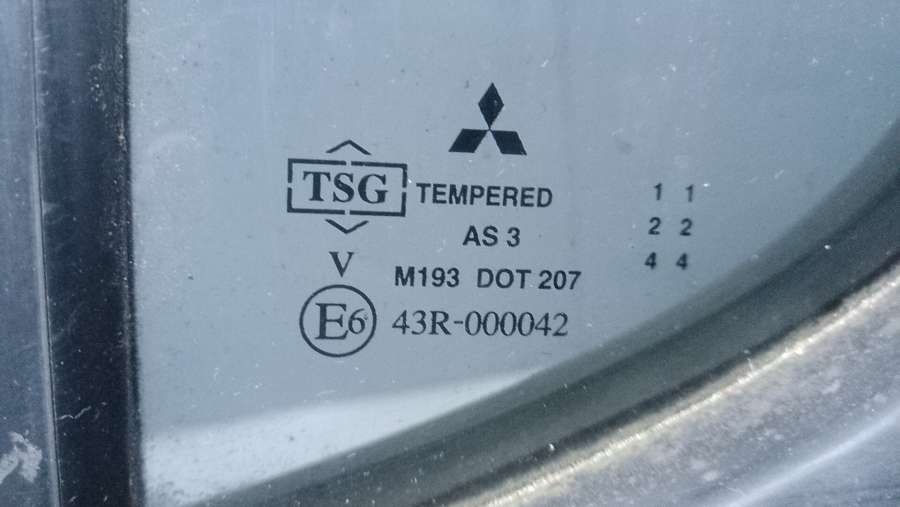 TSG TEMPERED
AS 3
V
M193 DOT 207
E6 43R-000042
1 1
2 2
4 4